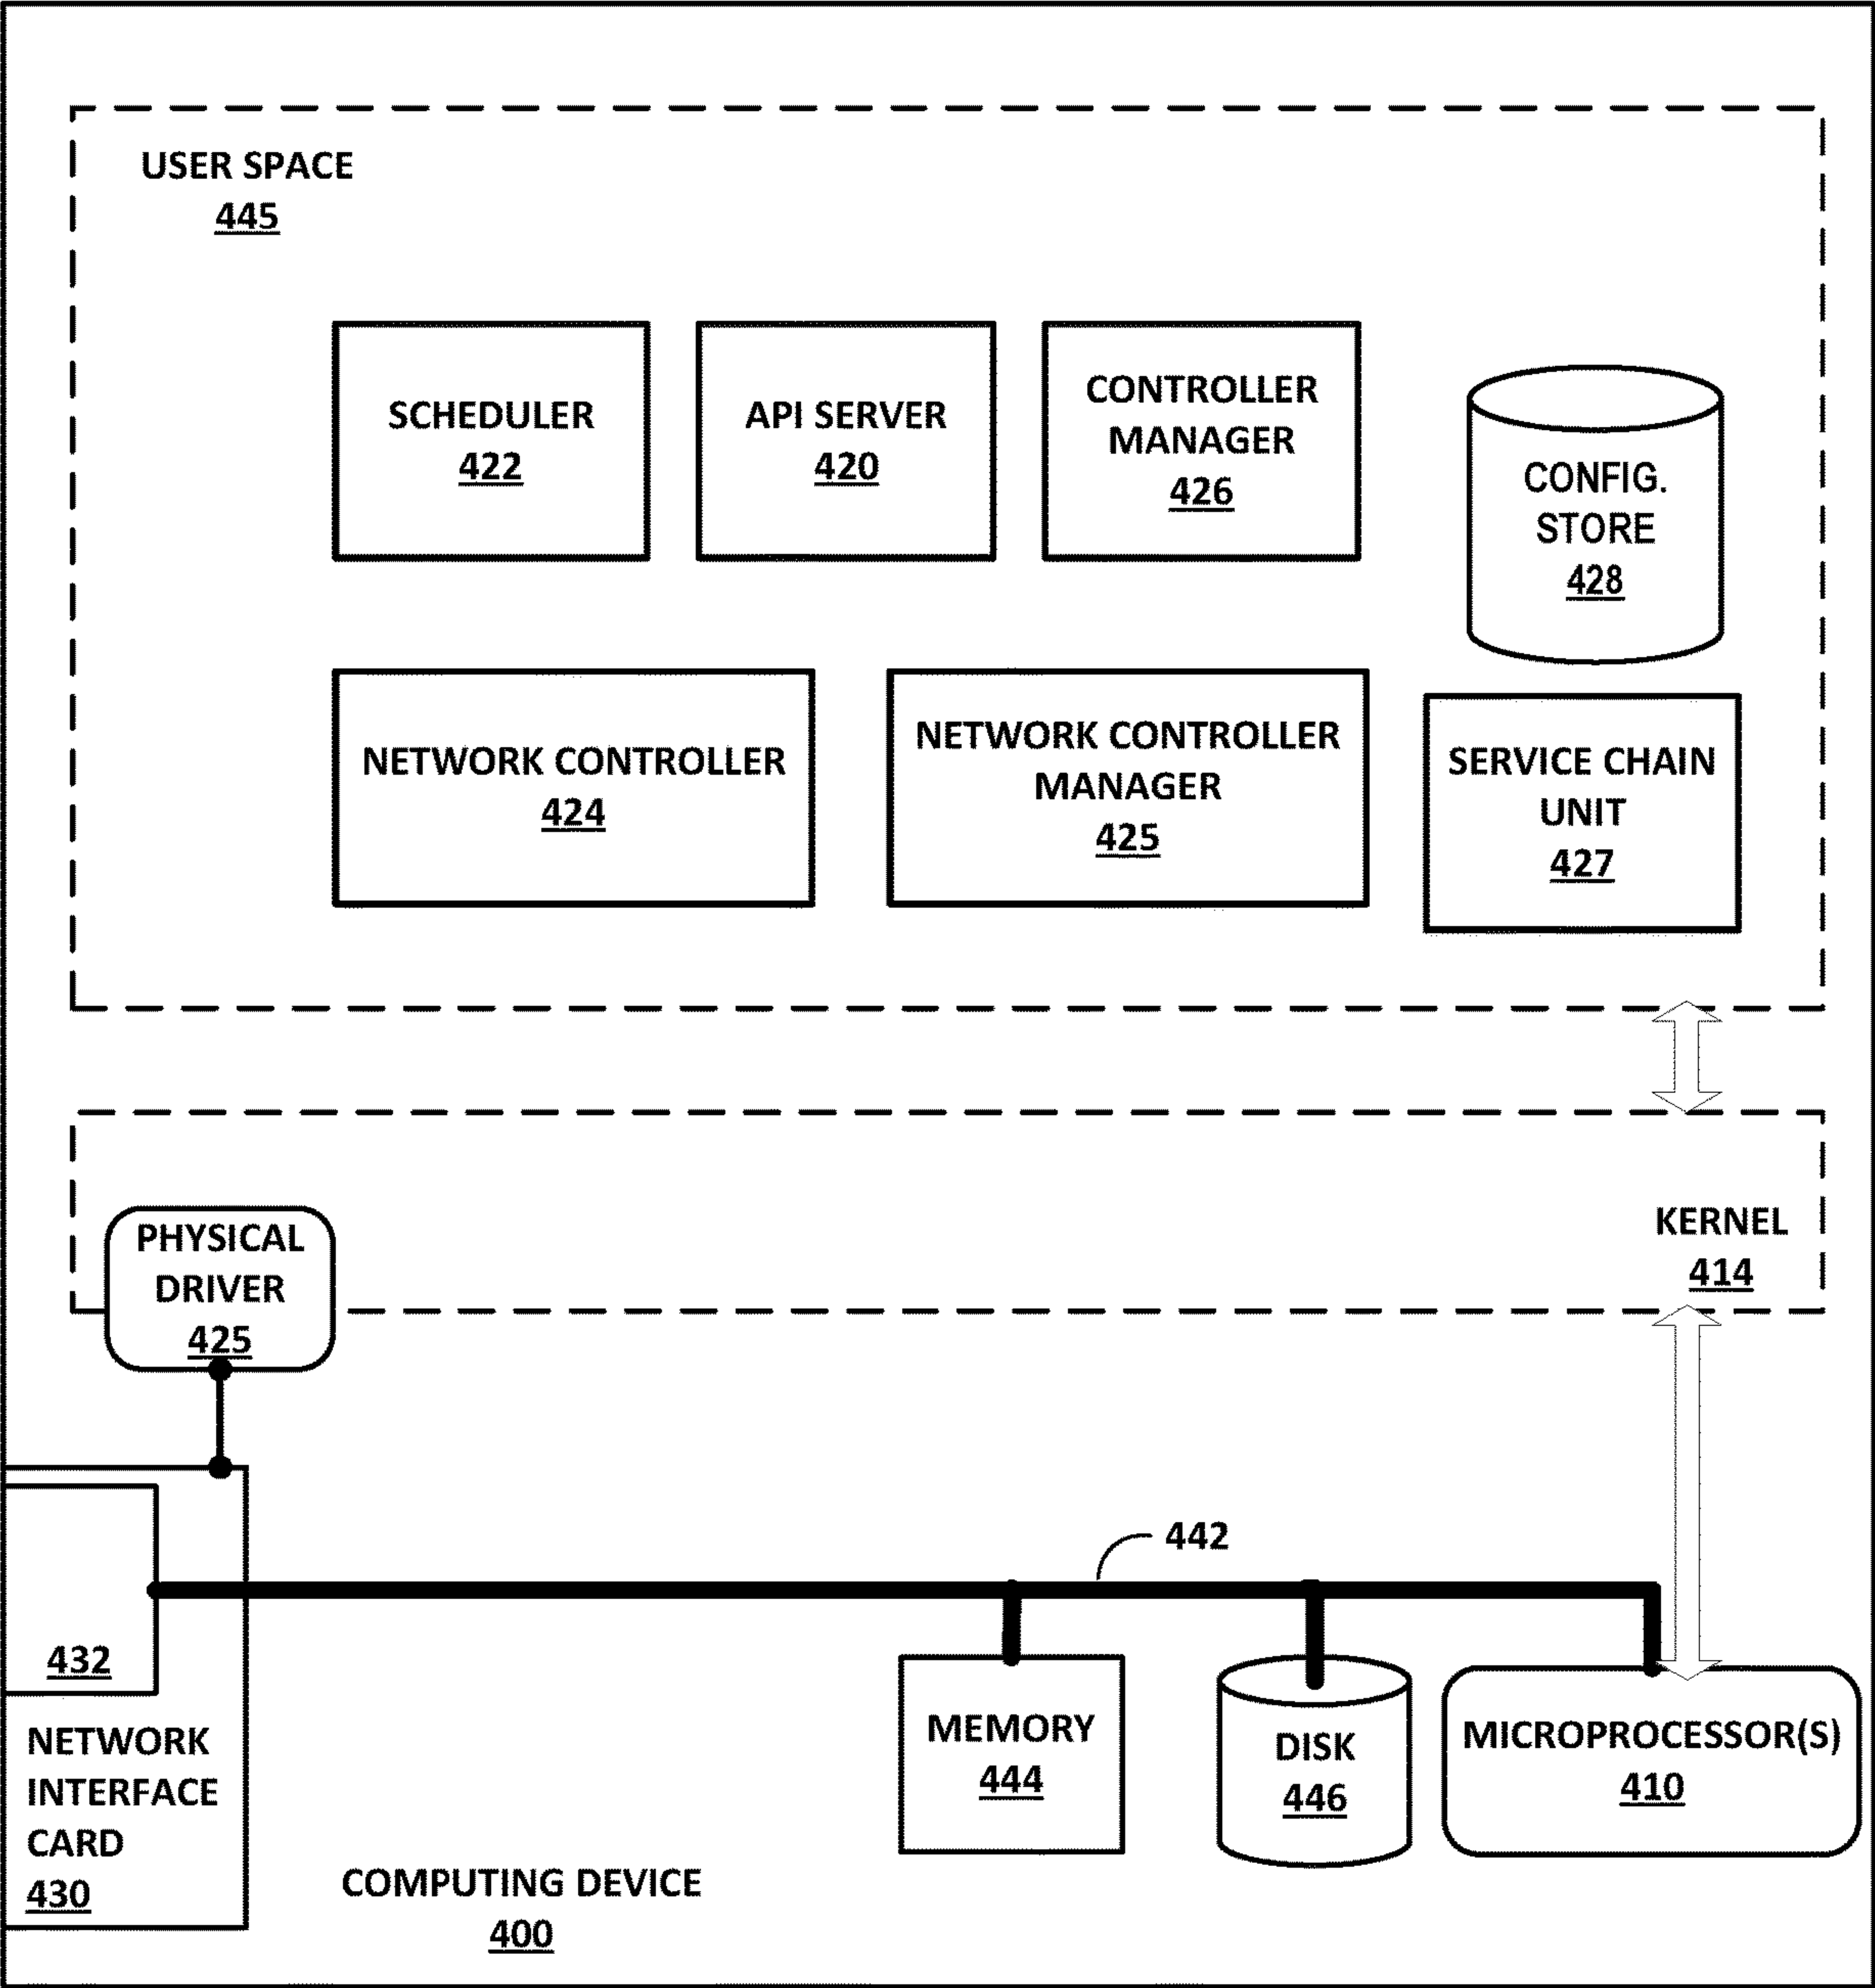 USER SPACE
445
SCHEDULER
422
API SERVER
420
CONTROLLER
MANAGER
426
CONFIG.
STORE
428
NETWORK CONTROLLER
424
NETWORK CONTROLLER
MANAGER
425
SERVICE CHAIN
UNIT
427
KERNEL
414
PHYSICAL
DRIVER
425
442
432
NETWORK
INTERFACE
CARD
430
MEMORY
444
DISK
446
MICROPROCESSOR(S)
410
COMPUTING DEVICE
400